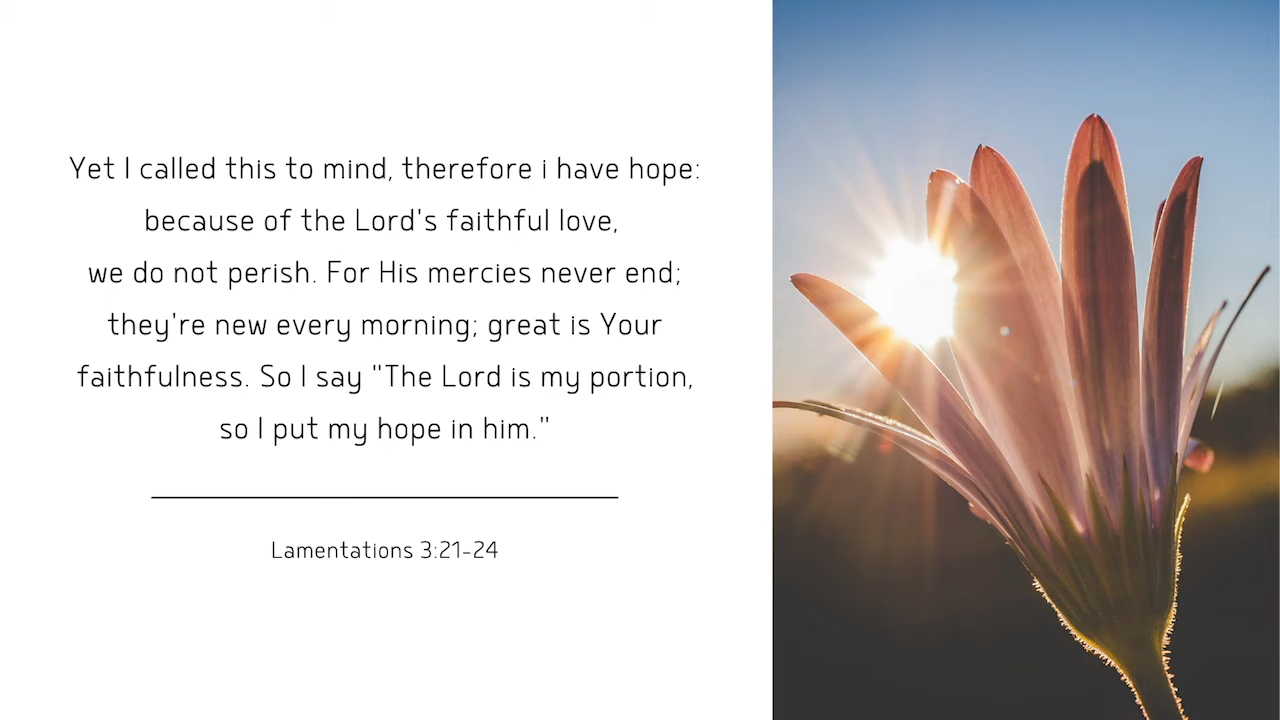 Yet I called this to mind, therefore i have hope:
because of the Lord's faithful love,
we do not perish. For His mercies never end;
they're new every morning; great is Your
faithfulness. So I say "The Lord is my portion,
so I put my hope in him."
Lamentations 3:21-24